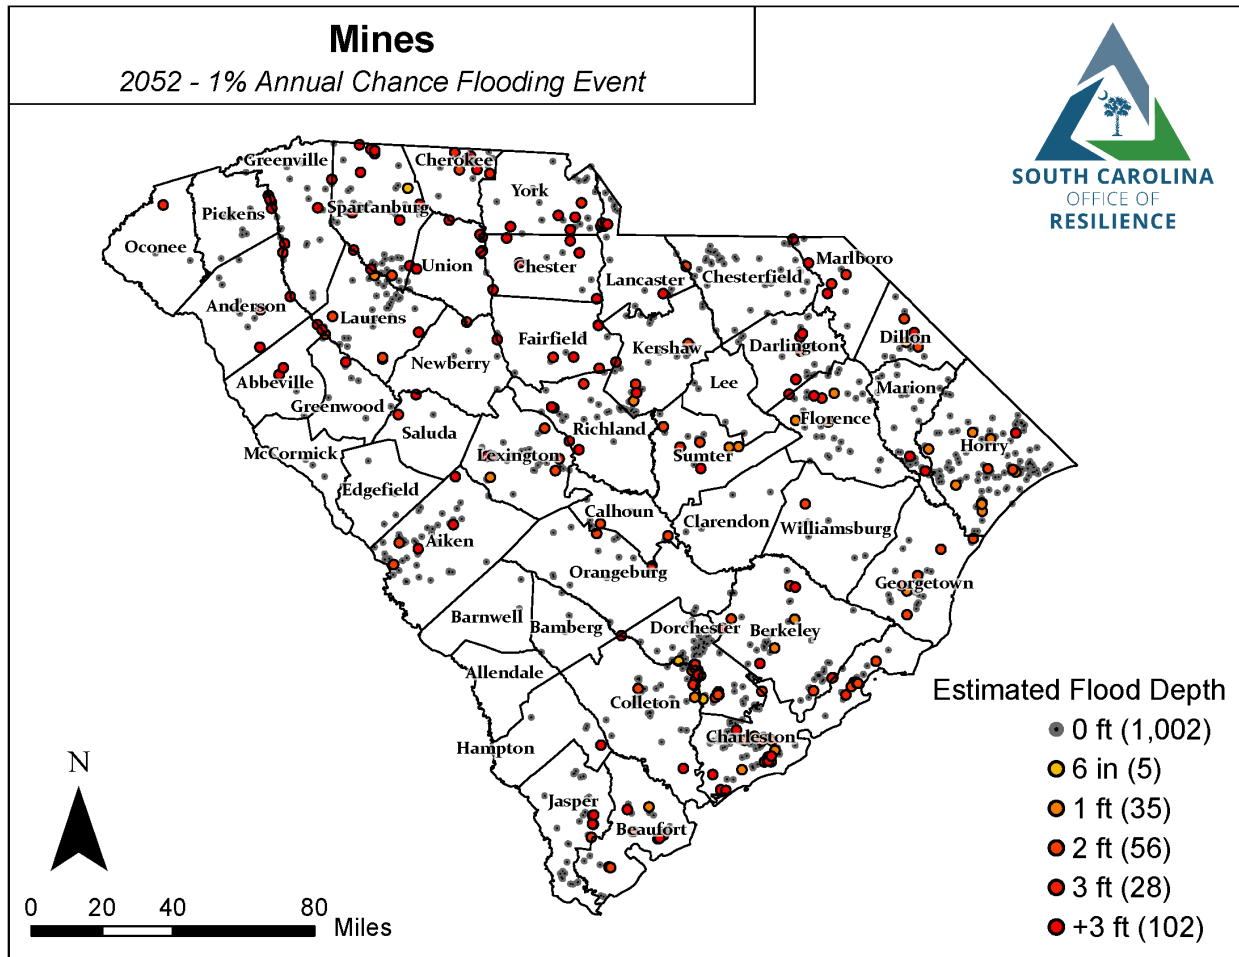 Mines
2052 - 1% Annual Chance Flooding Event
SOUTH CAROLINA
OFFICE OF
RESILIENCE
Greenville
Cherokee
York
Pickens
Spartanburg
Oconee
Union
Chester
Lancaster
Chesterfield
Marlboro
Anderson
Laurens
Fairfield
Kershaw
Darlington
Dillon
Newberry
Abbeville
Lee
Marion
Greenwood
Saluda
Richland
Florence
Horry
McCormick
Lexington
Sumter
Edgefield
Calhoun
Clarendon
Williamsburg
Aiken
Orangeburg
Georgetown
Barnwell
Bamberg
Dorchester
Berkeley
Allendale
Colleton
Hampton
Charleston
Jasper
Beaufort
Estimated Flood Depth
0 ft (1,002)
6 in (5)
1 ft (35)
2 ft (56)
3 ft (28)
+3 ft (102)
N
0 20 40 80 Miles